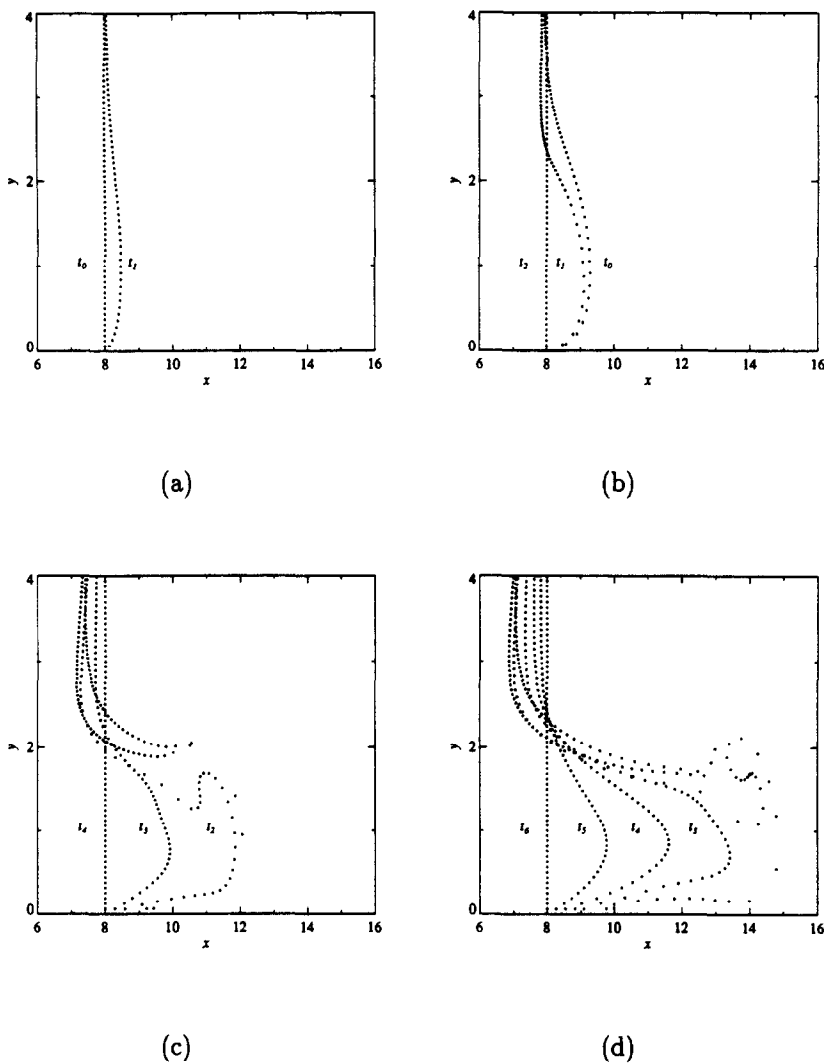 4
y
2
t₀
t₁
0
6 8 10 12 14 16
x
(a)
4
y
2
t₂
t₁
t₀
0
6 8 10 12 14 16
x
(b)
4
y
2
t₄
t₃
t₂
0
6 8 10 12 14 16
x
(c)
4
y
2
t₆
t₅
t₄
t₃
0
6 8 10 12 14 16
x
(d)